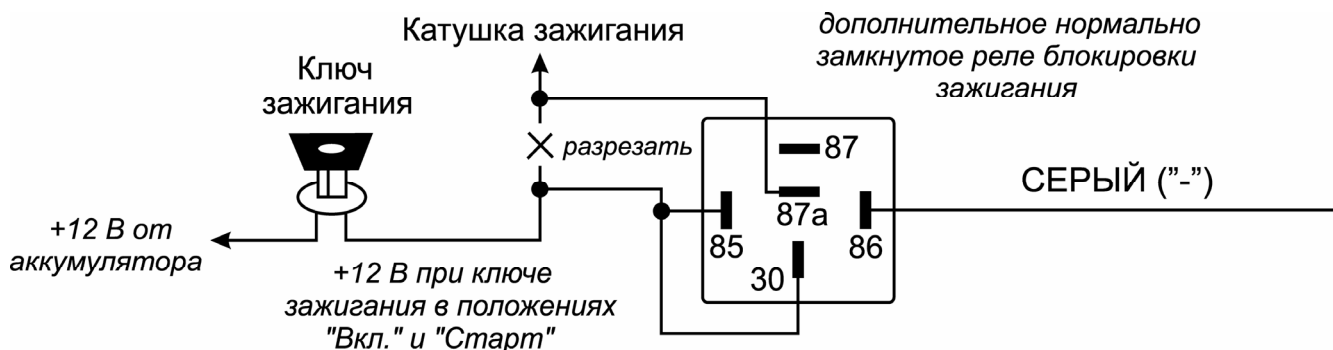 Катушка зажигания
дополнительное нормально
замкнутое реле блокировки
зажигания
Ключ
зажигания
разрезать
87
87a
85
86
30
СЕРЫЙ ("-")
+12 В от
аккумулятора
+12 В при ключе
зажигания в положениях
"Вкл." и "Старт"